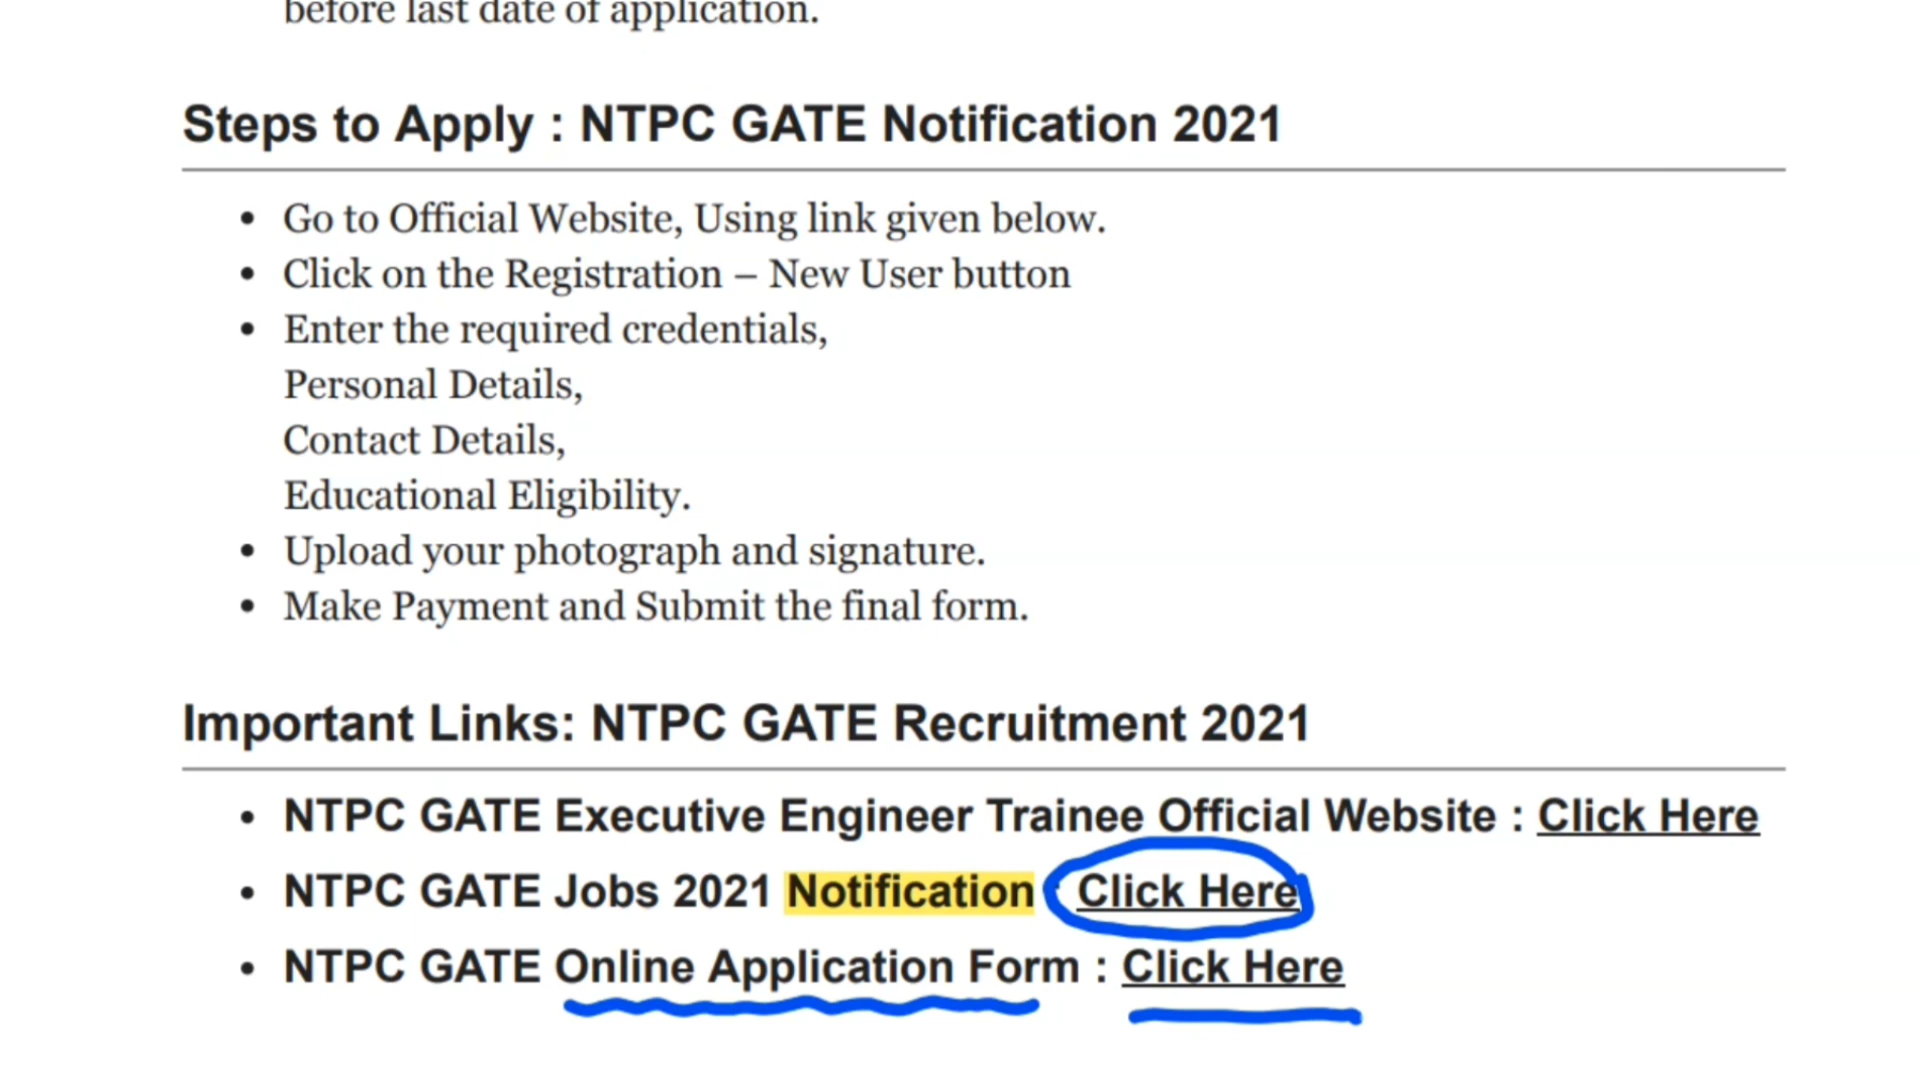 before last date of application.
Steps to Apply : NTPC GATE Notification 2021
• Go to Official Website, Using link given below.
• Click on the Registration – New User button
• Enter the required credentials,
Personal Details,
Contact Details,
Educational Eligibility.
• Upload your photograph and signature.
• Make Payment and Submit the final form.
Important Links: NTPC GATE Recruitment 2021
• NTPC GATE Executive Engineer Trainee Official Website : Click Here
• NTPC GATE Jobs 2021 Notification : Click Here
• NTPC GATE Online Application Form : Click Here